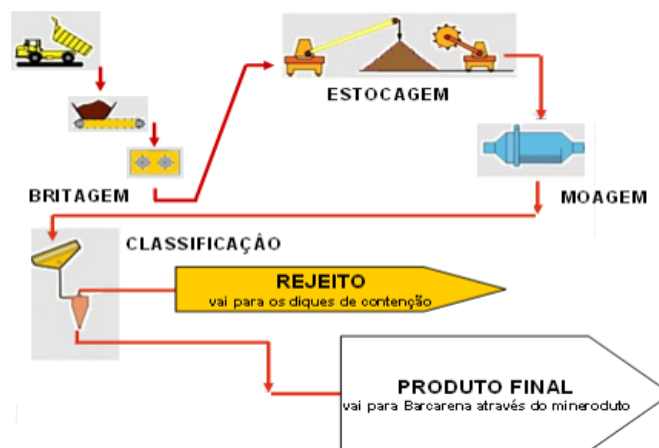 ESTOCAGEM
BRITAGEM
MOAGEM
CLASSIFICAÇÃO
REJEITO
vai para os diques de contenção
PRODUTO FINAL
vai para Barcarena através do mineroduto